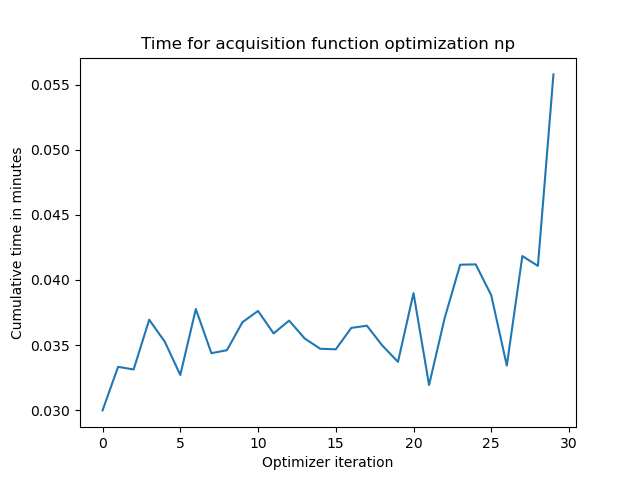 Time for acquisition function optimization np
0.055
0.050
0.045
0.040
0.035
0.030
Cumulative time in minutes
0 5 10 15 20 25 30
Optimizer iteration